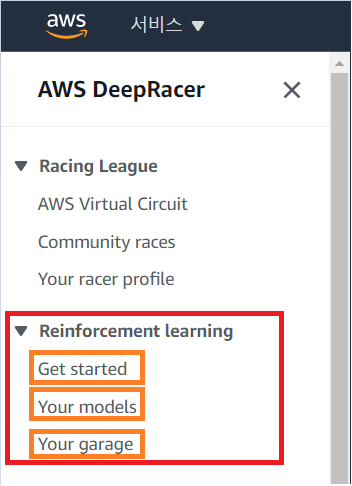 aws 서비스
AWS DeepRacer
Racing League
AWS Virtual Circuit
Community races
Your racer profile
Reinforcement learning
Get started
Your models
Your garage